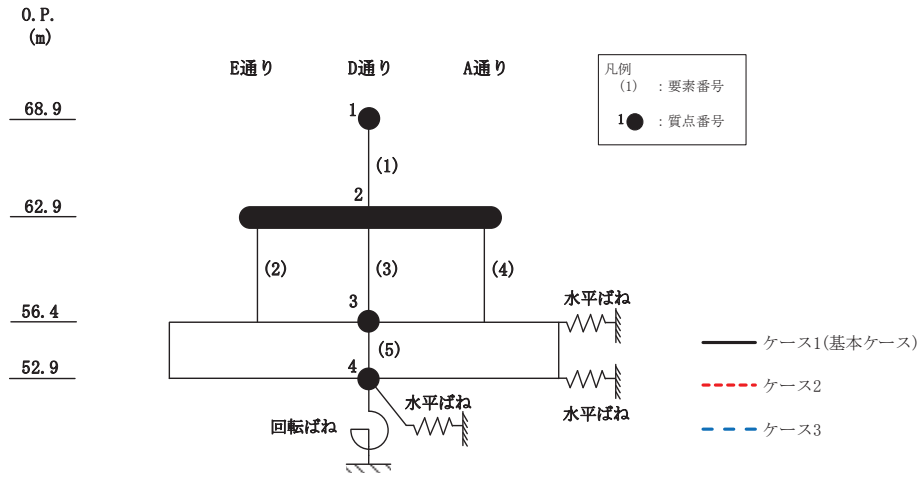 O.P.
(m)
E通り
D通り
A通り
凡例
(1) ：要素番号
1 ：質点番号
68.9
1
(1)
2
62.9
(2)
(3)
(4)
3
水平ばね
56.4
(5)
ケース1(基本ケース)
52.9
4
ケース2
水平ばね
水平ばね
回転ばね
ケース3